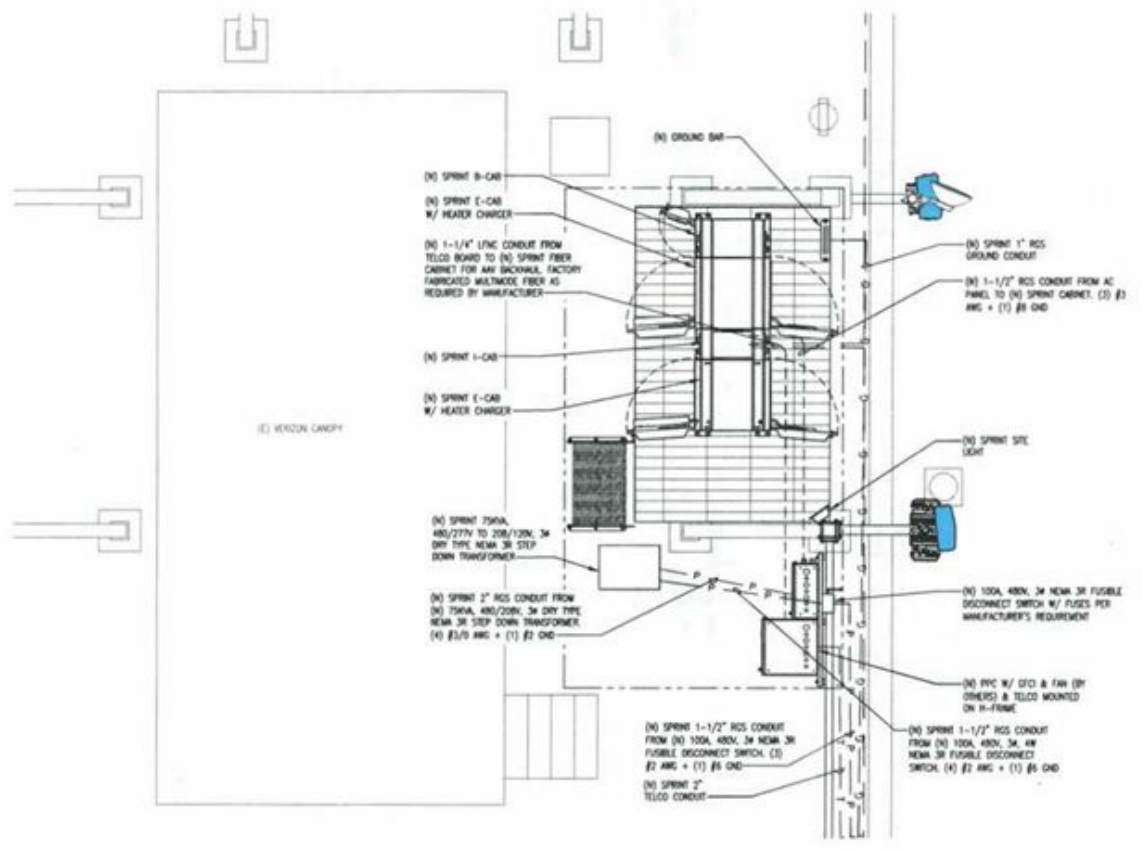 (N) GROUND BAR
(N) SPRINT B-CAB
(N) SPRINT E-CAB
W/ HEATER CHARGER
(N) 1-1/4" LFNC CONDUIT FROM
TELCO BOARD TO (N) SPRINT FIBER
CABINET FOR AAV BACKHAUL. FACTORY
FABRICATED MULTIMODE FIBER AS
REQUIRED BY MANUFACTURER
(N) SPRINT I-CAB
(N) SPRINT E-CAB
W/ HEATER CHARGER
(E) VERIZON CANOPY
(N) SPRINT 75KVA,
480/277V TO 208/120V, 3ø
DRY TYPE NEMA 3R STEP
DOWN TRANSFORMER
(N) SPRINT 2" RGS CONDUIT FROM
(N) 75KVA, 480/208V, 3ø DRY TYPE
NEMA 3R STEP DOWN TRANSFORMER.
(4) #3/0 AWG + (1) #2 GND
(N) SPRINT 1" RGS
GROUND CONDUIT
(N) 1-1/2" RGS CONDUIT FROM AC
PANEL TO (N) SPRINT CABINET. (3) #3
AWG + (1) #8 GND
(N) SPRINT SITE
LIGHT
(N) 100A, 480V, 3ø NEMA 3R FUSIBLE
DISCONNECT SWITCH W/ FUSES PER
MANUFACTURER'S REQUIREMENT
(N) PPC W/ GFCI & FAN (BY
OTHERS) & TELCO MOUNTED
ON H-FRAME
(N) SPRINT 1-1/2" RGS CONDUIT
FROM (N) 100A, 480V, 3ø NEMA 3R
FUSIBLE DISCONNECT SWITCH. (3)
#2 AWG + (1) #6 GND
(N) SPRINT 2"
TELCO CONDUIT
(N) SPRINT 1-1/2" RGS CONDUIT
FROM (N) 100A, 480V, 3ø, 4W
NEMA 3R FUSIBLE DISCONNECT
SWITCH. (4) #2 AWG + (1) #6 GND
P
P
P
P
G
G
G
P
P
P
T